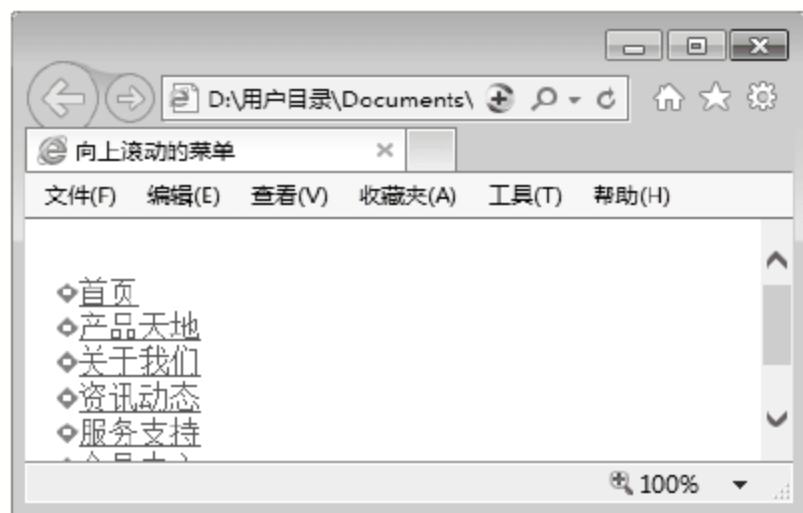 D:\用户目录\Documents\
向上滚动的菜单
文件(F) 编辑(E) 查看(V) 收藏夹(A) 工具(T) 帮助(H)
首页
产品天地
关于我们
资讯动态
服务支持
100%